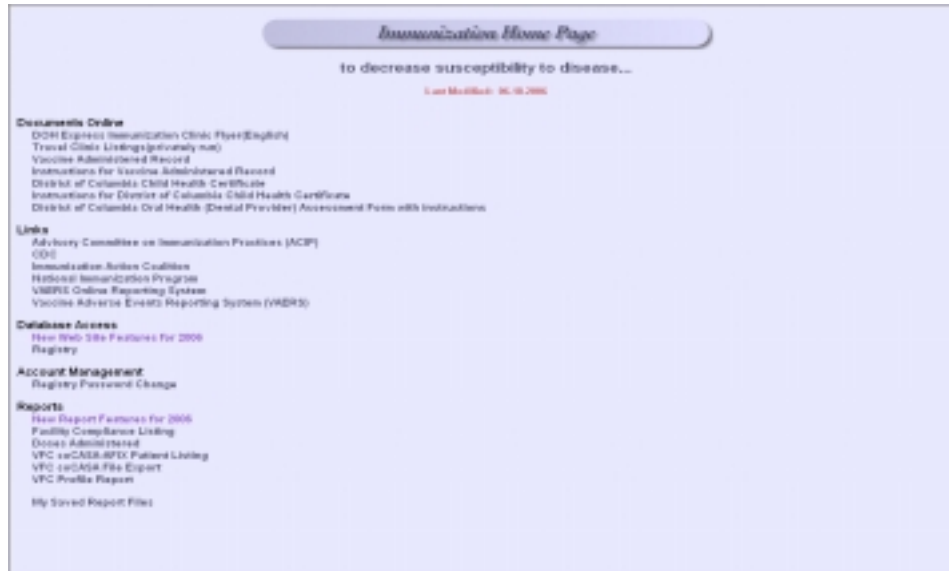 Immunization Home Page
to decrease susceptibility to disease...
Last Modified: 06.10.2006
Documents Online
DOH Express Immunization Clinic Flyer(English)
Travel Clinic Listings(privately run)
Vaccine Administered Record
Instructions for Vaccine Administered Record
District of Columbia Child Health Certificate
Instructions for District of Columbia Child Health Certificate
District of Columbia Oral Health (Dental Provider) Assessment Form with Instructions
Links
Advisory Committee on Immunization Practices (ACIP)
CDC
Immunization Action Coalition
National Immunization Program
VAERS Online Reporting System
Vaccine Adverse Events Reporting System (VAERS)
Database Access
New Web Site Features for 2006
Registry
Account Management
Registry Password Change
Reports
New Report Features for 2006
Facility Compliance Listing
Doses Administered
VFC coCASA-AFIX Patient Listing
VFC coCASA File Export
VFC Profile Report
My Saved Report Files